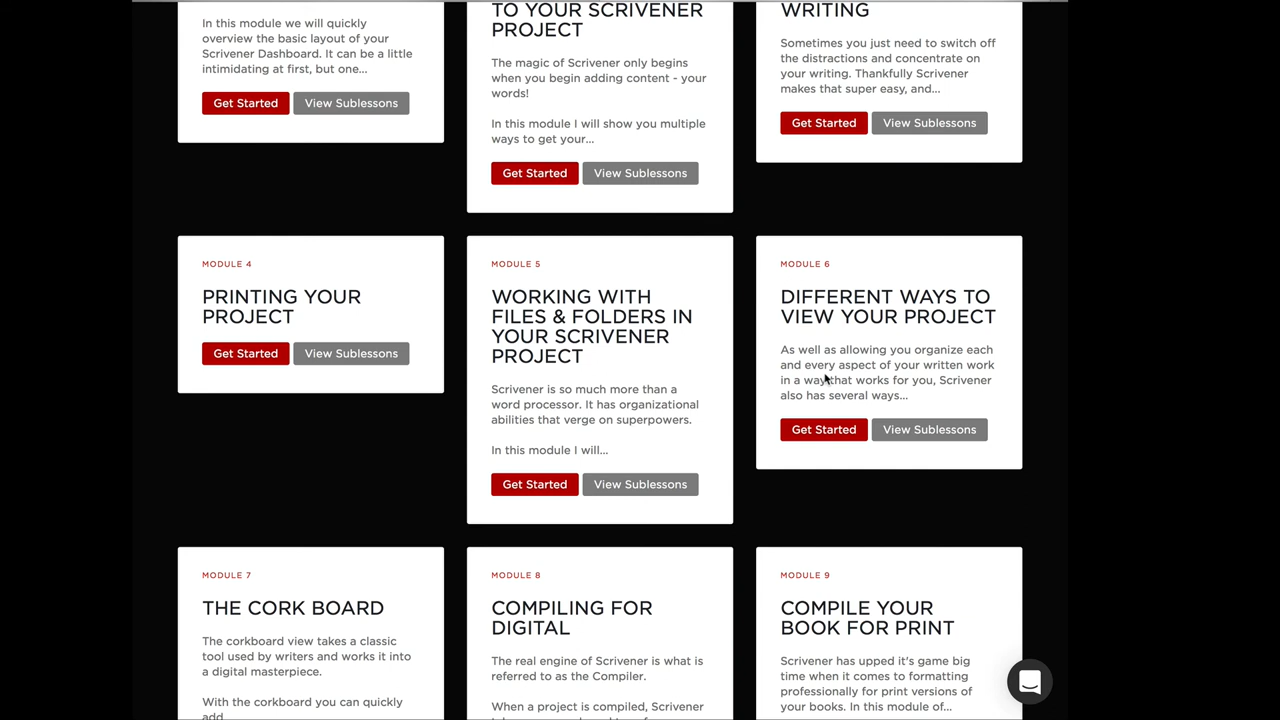 In this module we will quickly
overview the basic layout of your
Scrivener Dashboard. It can be a little
intimidating at first, but one...
Get Started
View Sublessons
TO YOUR SCRIVENER
PROJECT
The magic of Scrivener only begins
when you begin adding content - your
words!
In this module I will show you multiple
ways to get your...
Get Started
View Sublessons
WRITING
Sometimes you just need to switch off
the distractions and concentrate on
your writing. Thankfully Scrivener
makes that super easy, and...
Get Started
View Sublessons
MODULE 4
PRINTING YOUR
PROJECT
Get Started
View Sublessons
MODULE 5
WORKING WITH
FILES & FOLDERS IN
YOUR SCRIVENER
PROJECT
Scrivener is so much more than a
word processor. It has organizational
abilities that verge on superpowers.
In this module I will...
Get Started
View Sublessons
MODULE 6
DIFFERENT WAYS TO
VIEW YOUR PROJECT
As well as allowing you organize each
and every aspect of your written work
in a way that works for you, Scrivener
also has several ways...
Get Started
View Sublessons
MODULE 7
THE CORK BOARD
The corkboard view takes a classic
tool used by writers and works it into
a digital masterpiece.
With the corkboard you can quickly
add
MODULE 8
COMPILING FOR
DIGITAL
The real engine of Scrivener is what is
referred to as the Compiler.
When a project is compiled, Scrivener
MODULE 9
COMPILE YOUR
BOOK FOR PRINT
Scrivener has upped it's game big
time when it comes to formatting
professionally for print versions of
your books. In this module of...